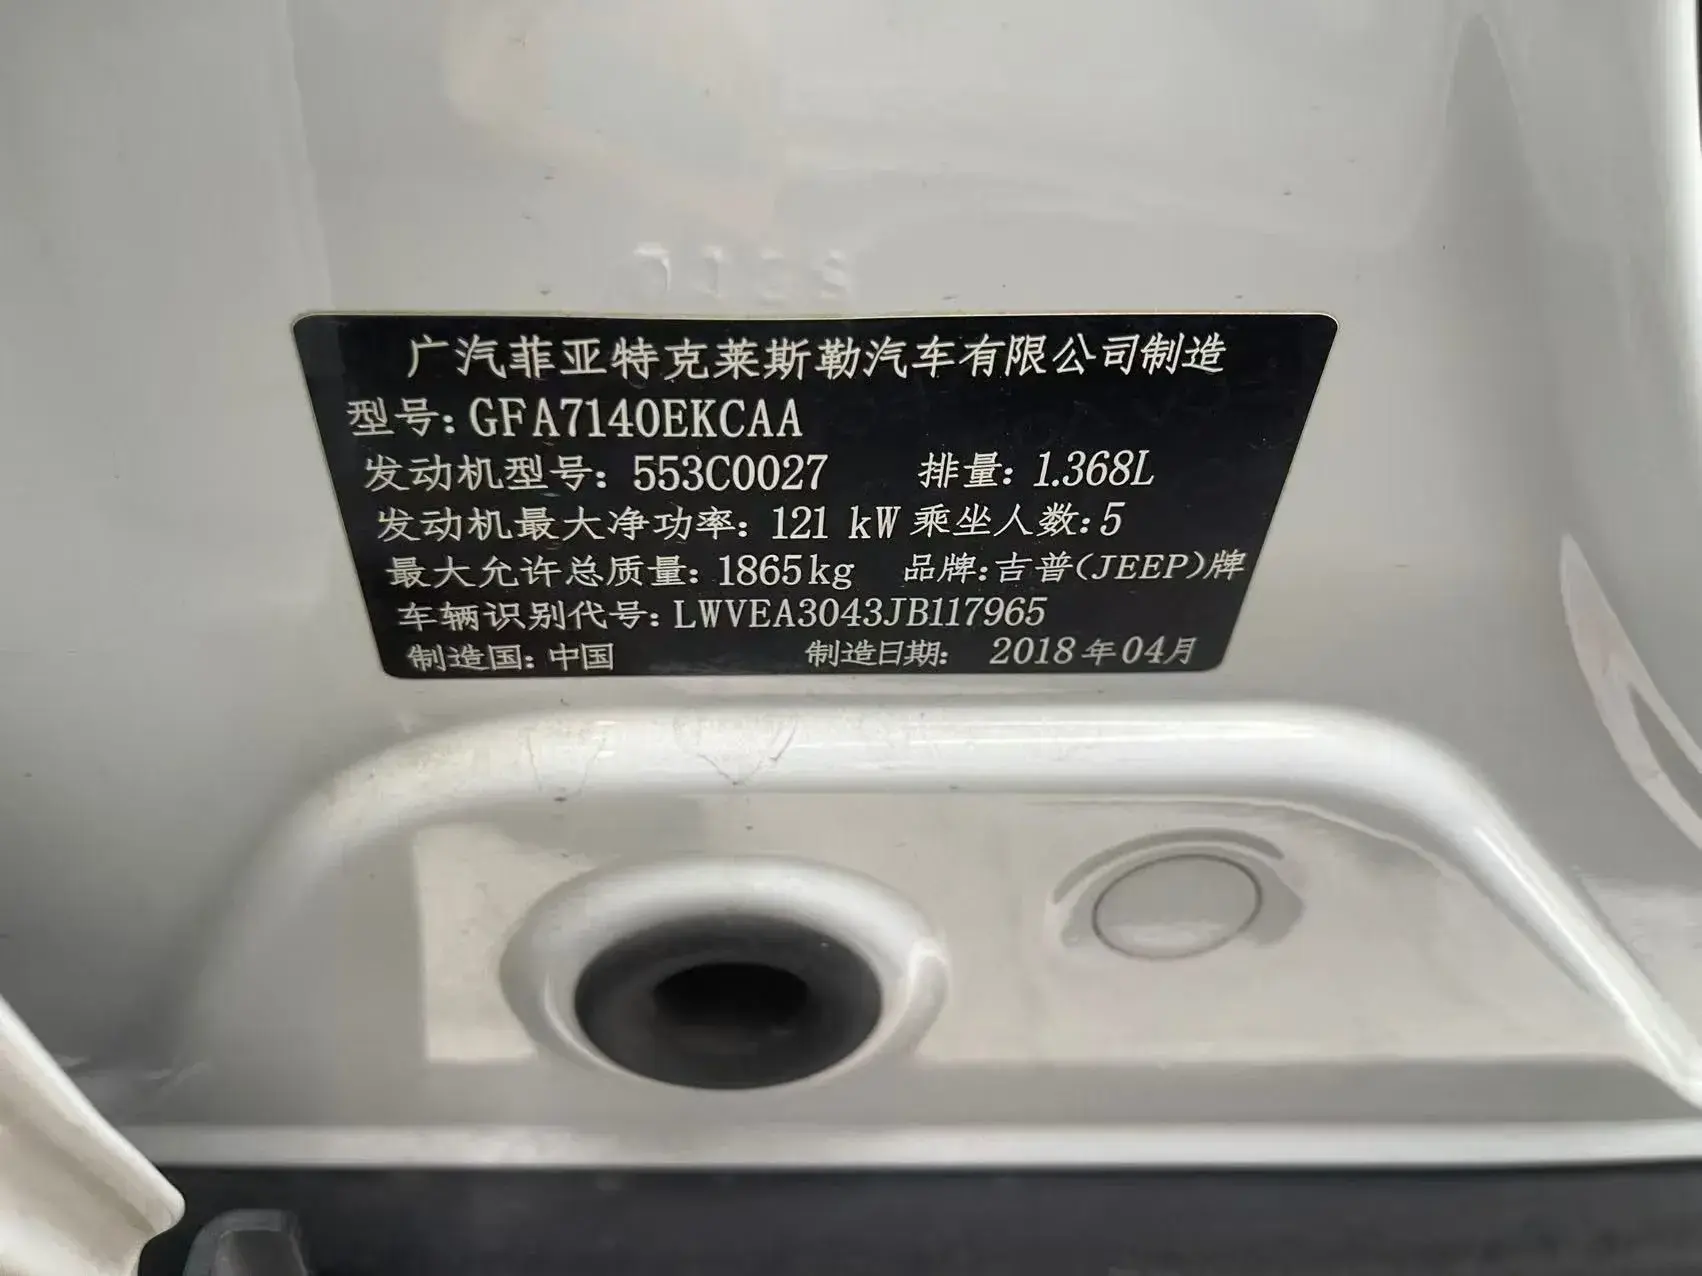 广汽菲亚特克莱斯勒汽车有限公司制造
型号: GFA7140EKCAA
发动机型号: 553C0027 排量: 1.368L
发动机最大净功率: 121 kW 乘坐人数: 5
最大允许总质量: 1865kg 品牌: 吉普(JEEP)牌
车辆识别代号: LWVEA3043JB117965
制造国: 中国 制造日期: 2018年04月